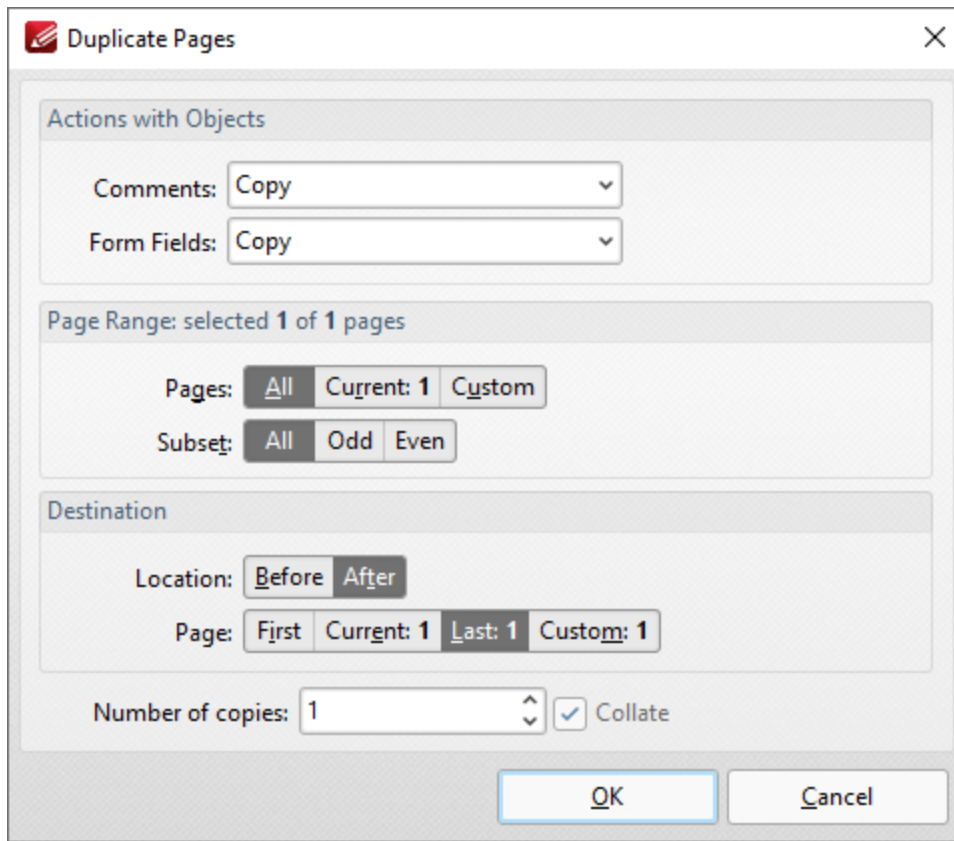 Duplicate Pages
Actions with Objects
Comments: Copy
Form Fields: Copy
Page Range: selected 1 of 1 pages
Pages: All Current: 1 Custom
Subset: All Odd Even
Destination
Location: Before After
Page: First Current: 1 Last: 1 Custom: 1
Number of copies: 1 Collate
OK Cancel